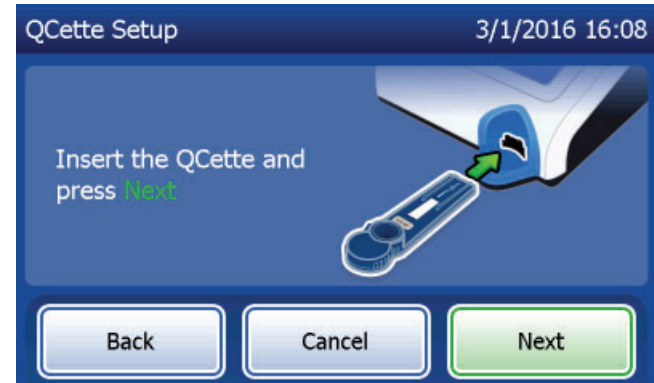 QCette Setup 3/1/2016 16:08
Insert the QCette and
press Next
Back Cancel Next